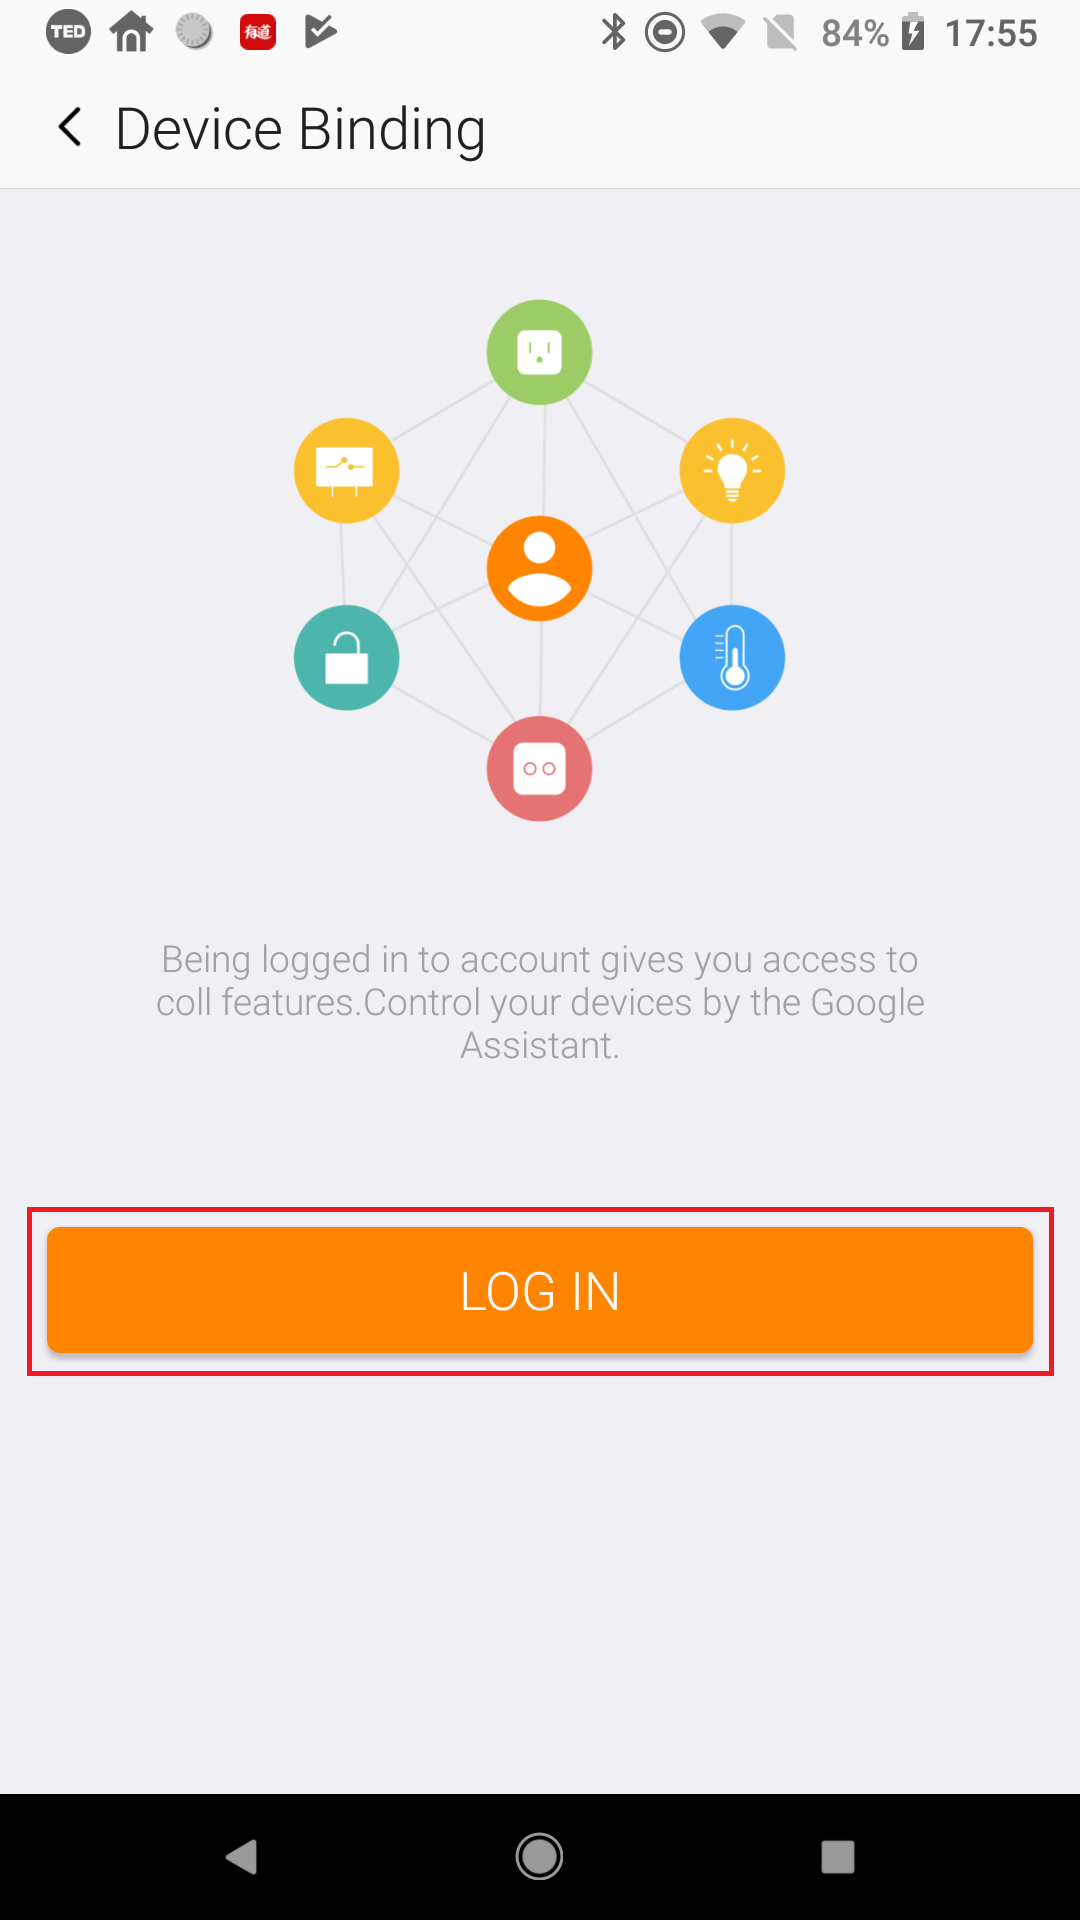 TED 有道 84% 17:55
Device Binding
Being logged in to account gives you access to
coll features.Control your devices by the Google
Assistant.
LOG IN